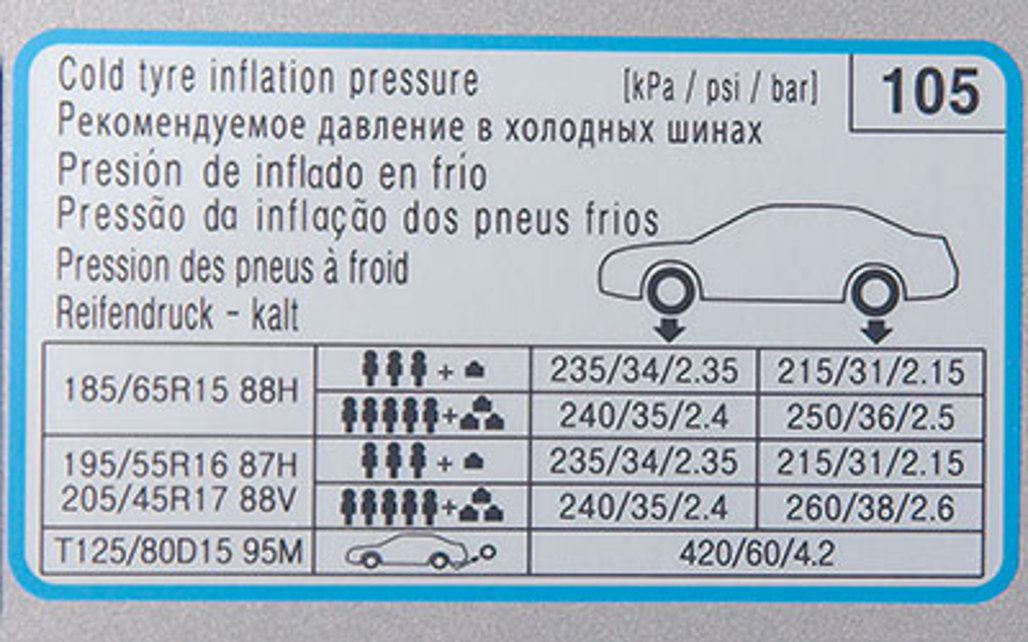 Cold tyre inflation pressure [kPa / psi / bar] 105
Рекомендуемое давление в холодных шинах
Presión de inflado en frío
Pressão da inflação dos pneus frios
Pression des pneus à froid
Reifendruck - kalt
185/65R15 88H + 235/34/2.35 215/31/2.15
+ 240/35/2.4 250/36/2.5
195/55R16 87H + 235/34/2.35 215/31/2.15
205/45R17 88V + 240/35/2.4 260/38/2.6
T125/80D15 95M 420/60/4.2